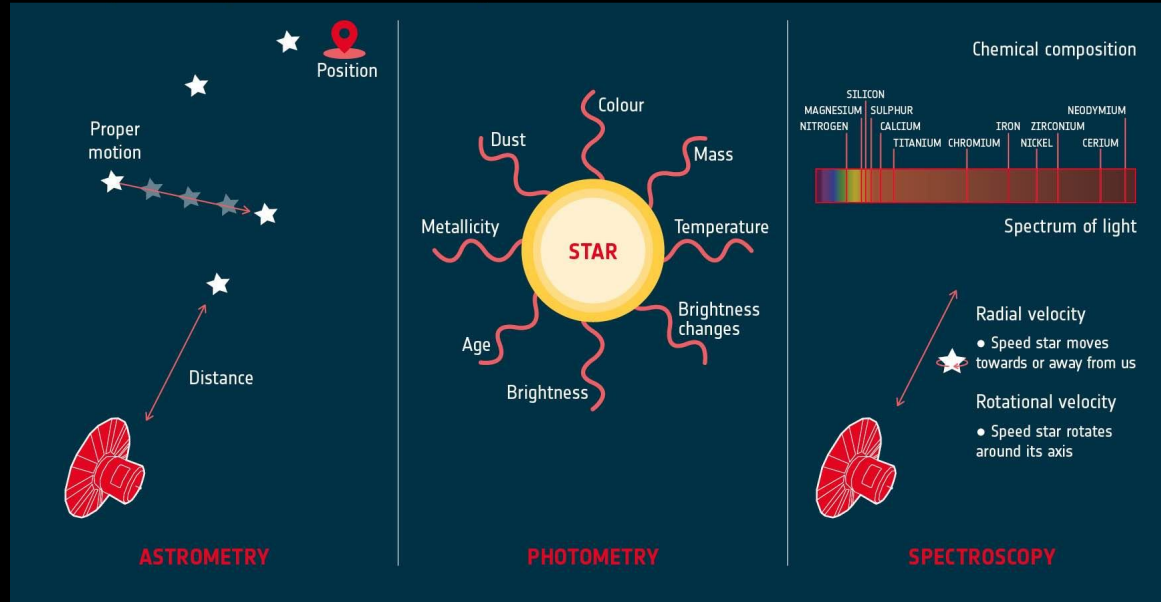 Position
Proper
motion
Distance
ASTROMETRY
Colour
Dust
Mass
Metallicity
STAR
Temperature
Brightness
changes
Age
Brightness
PHOTOMETRY
Chemical composition
SILICON
MAGNESIUM SULPHUR NEODYMIUM
NITROGEN CALCIUM IRON ZIRCONIUM
TITANIUM CHROMIUM NICKEL CERIUM
Spectrum of light
Radial velocity
● Speed star moves
towards or away from us
Rotational velocity
● Speed star rotates
around its axis
SPECTROSCOPY